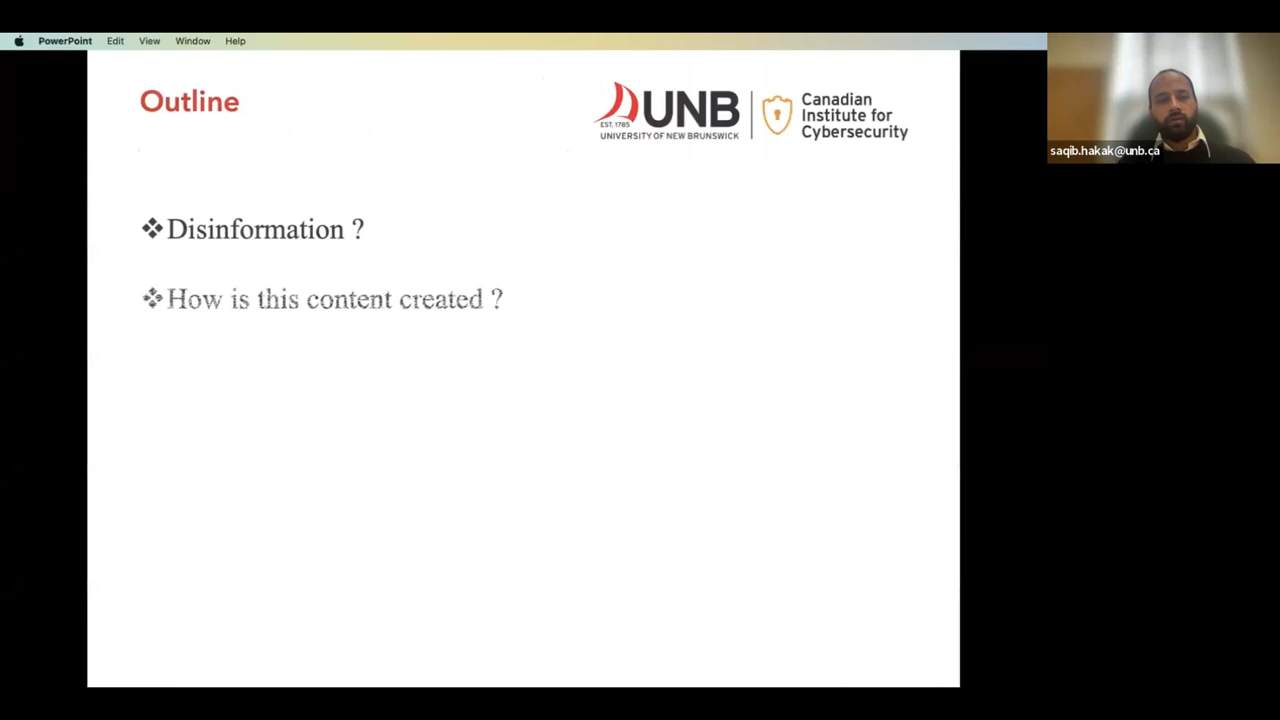 PowerPoint Edit View Window Help
Outline
EST. 1785
UNB
UNIVERSITY OF NEW BRUNSWICK
Canadian
Institute for
Cybersecurity
saqib.hakak@unb.ca
❖Disinformation ?
❖How is this content created ?